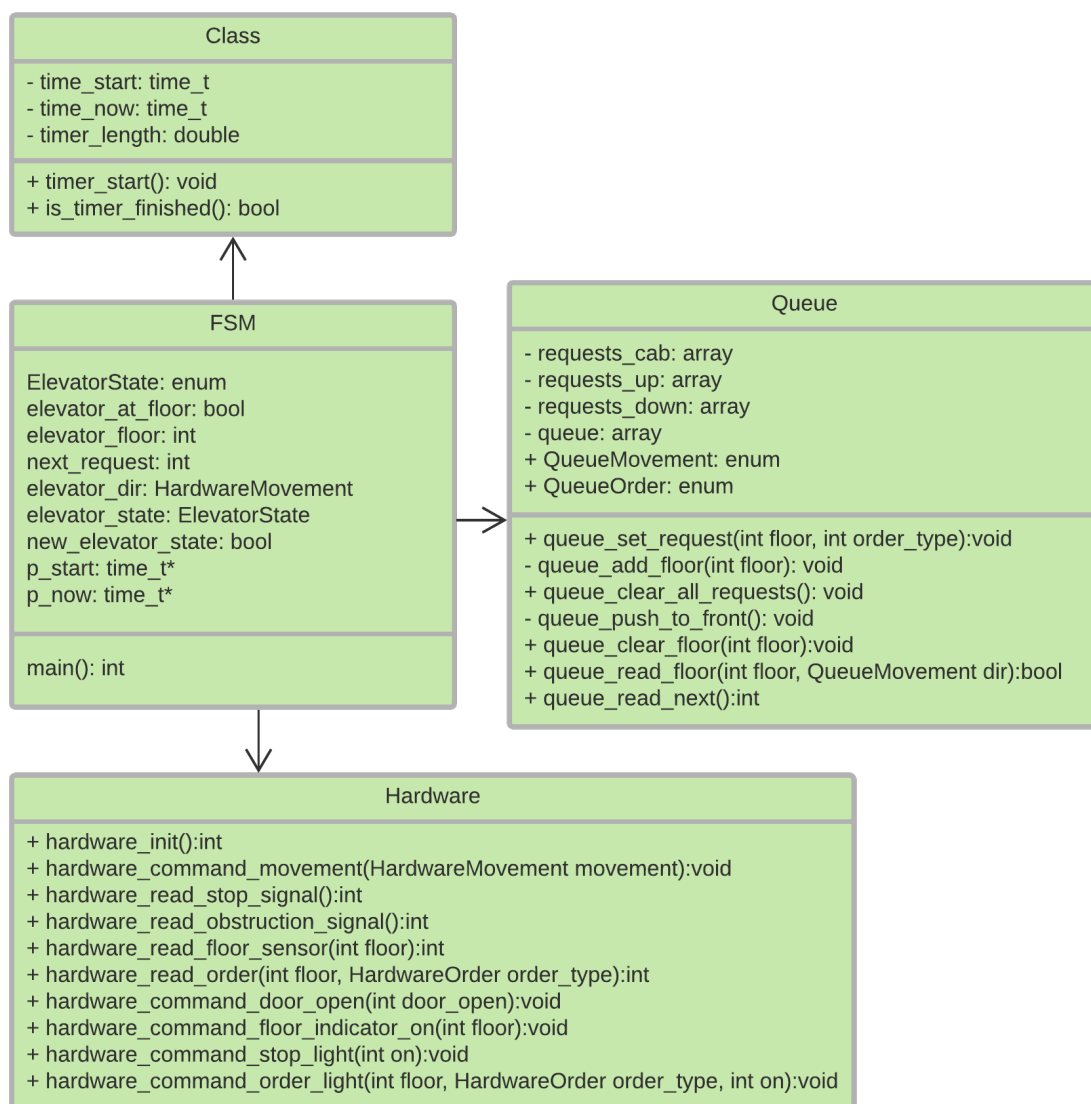 Class
- time_start: time_t
- time_now: time_t
- timer_length: double
+ timer_start(): void
+ is_timer_finished(): bool
FSM
ElevatorState: enum
elevator_at_floor: bool
elevator_floor: int
next_request: int
elevator_dir: HardwareMovement
elevator_state: ElevatorState
new_elevator_state: bool
p_start: time_t*
p_now: time_t*
main(): int
Queue
- requests_cab: array
- requests_up: array
- requests_down: array
- queue: array
+ QueueMovement: enum
+ QueueOrder: enum
+ queue_set_request(int floor, int order_type):void
- queue_add_floor(int floor): void
+ queue_clear_all_requests(): void
- queue_push_to_front(): void
+ queue_clear_floor(int floor):void
+ queue_read_floor(int floor, QueueMovement dir):bool
+ queue_read_next():int
Hardware
+ hardware_init():int
+ hardware_command_movement(HardwareMovement movement):void
+ hardware_read_stop_signal():int
+ hardware_read_obstruction_signal():int
+ hardware_read_floor_sensor(int floor):int
+ hardware_read_order(int floor, HardwareOrder order_type):int
+ hardware_command_door_open(int door_open):void
+ hardware_command_floor_indicator_on(int floor):void
+ hardware_command_stop_light(int on):void
+ hardware_command_order_light(int floor, HardwareOrder order_type, int on):void